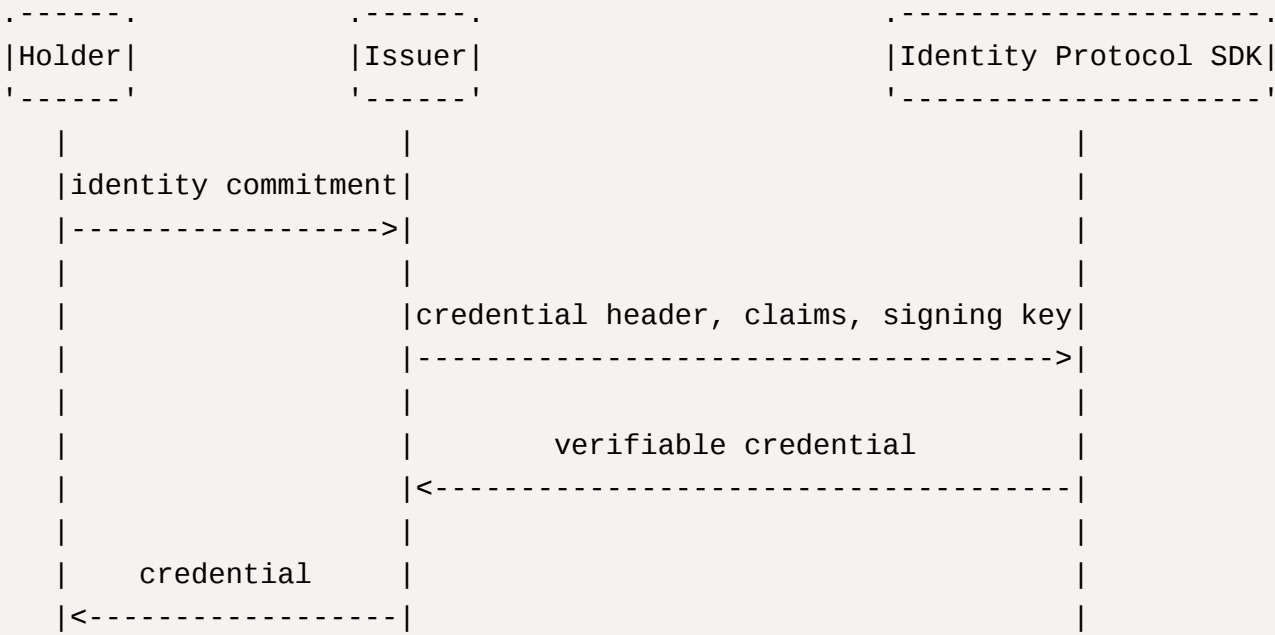 Holder Issuer Identity Protocol SDK
identity commitment
credential header, claims, signing key
verifiable credential
credential